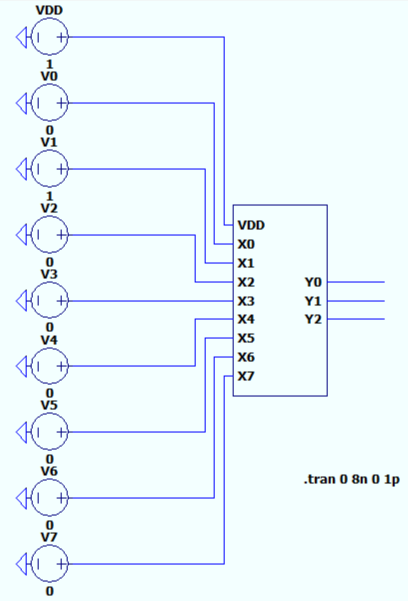 VDD
1
V0
0
V1
1
V2
0
V3
0
V4
0
V5
0
V6
0
V7
0
VDD
X0
X1
X2 Y0
X3 Y1
X4 Y2
X5
X6
X7
.tran 0 8n 0 1p